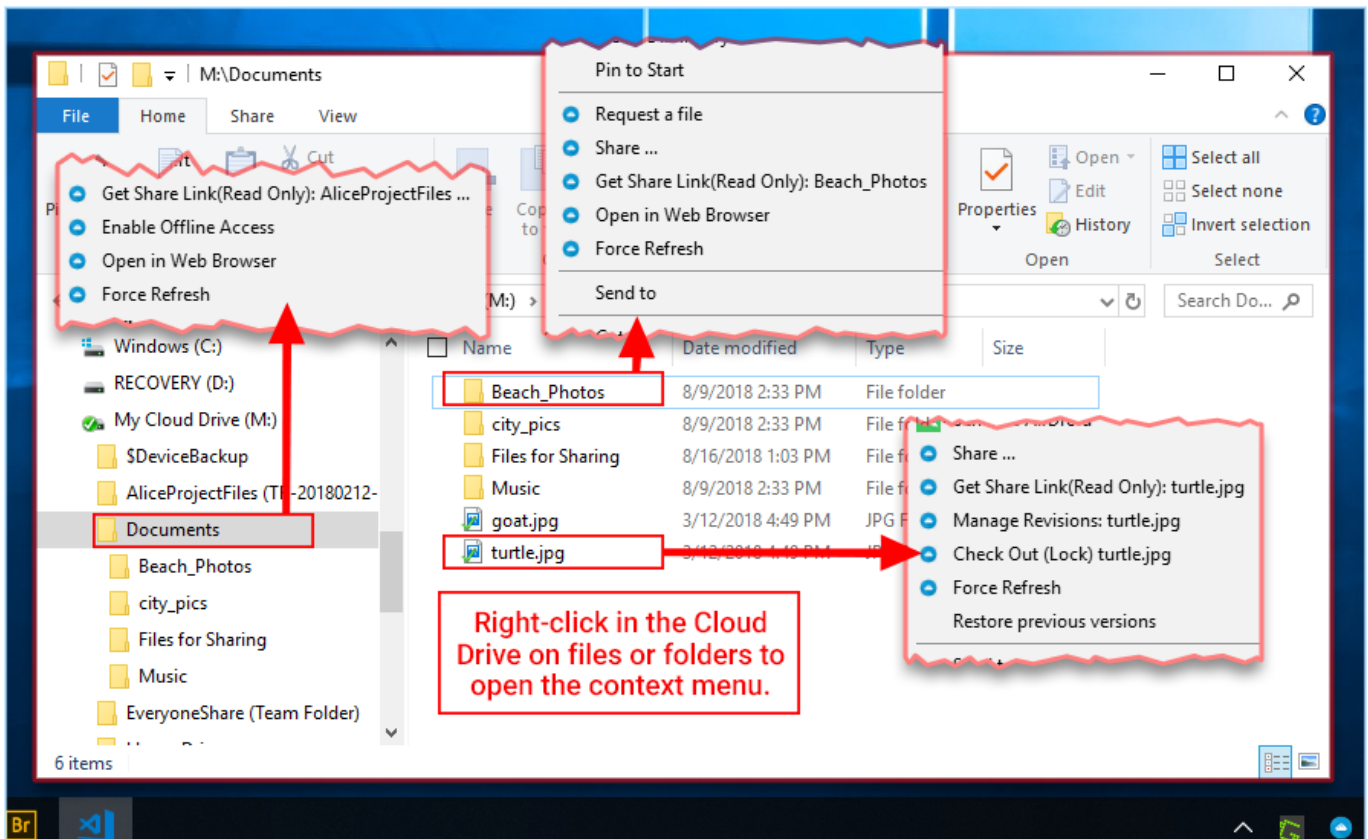 M:\Documents
File Home Share View
Cut
Get Share Link(Read Only): AliceProjectFiles ...
Enable Offline Access
Open in Web Browser
Force Refresh
Pin to Start
Request a file
Share ...
Get Share Link(Read Only): Beach_Photos
Open in Web Browser
Force Refresh
Send to
Properties
Open
Edit
History
Open
Select all
Select none
Invert selection
Select
(M:) >
Search Do...
Name Date modified Type Size
Windows (C:)
RECOVERY (D:)
My Cloud Drive (M:)
$DeviceBackup
AliceProjectFiles (TF-20180212-
Documents
Beach_Photos
city_pics
Files for Sharing
Music
EveryoneShare (Team Folder)
Beach_Photos 8/9/2018 2:33 PM File folder
city_pics 8/9/2018 2:33 PM File
Files for Sharing 8/16/2018 1:03 PM
Music 8/9/2018 2:33 PM
goat.jpg 3/12/2018 4:49 PM JPG
turtle.jpg
Share ...
Get Share Link(Read Only): turtle.jpg
Manage Revisions: turtle.jpg
Check Out (Lock) turtle.jpg
Force Refresh
Restore previous versions
Right-click in the Cloud
Drive on files or folders to
open the context menu.
6 items
Br